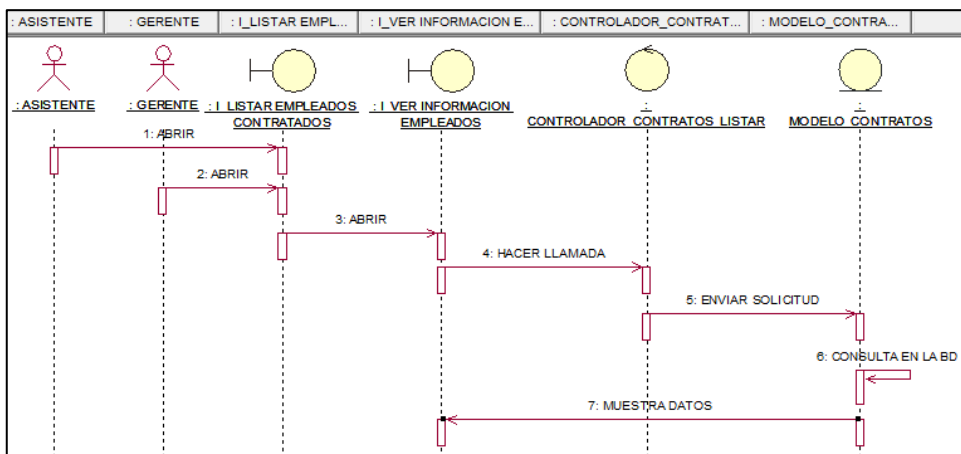 : ASISTENTE
: GERENTE
: I_LISTAR EMPL...
: I_VER INFORMACION E...
: CONTROLADOR_CONTRAT...
: MODELO_CONTRA...
: ASISTENTE
: GERENTE
: I_LISTAR EMPLEADOS
CONTRATADOS
: I_VER INFORMACION
EMPLEADOS
:
CONTROLADOR_CONTRATOS_LISTAR
:
MODELO_CONTRATOS
1: ABRIR
2: ABRIR
3: ABRIR
4: HACER LLAMADA
5: ENVIAR SOLICITUD
6: CONSULTA EN LA BD
7: MUESTRA DATOS